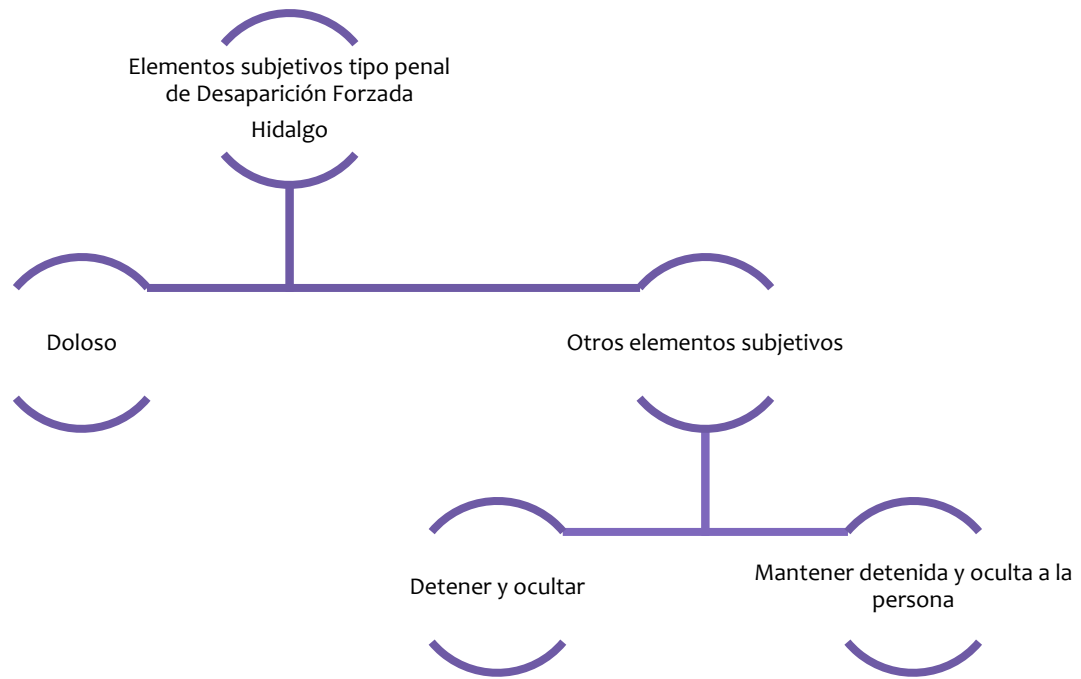 Elementos subjetivos tipo penal
de Desaparición Forzada
Hidalgo
Doloso
Otros elementos subjetivos
Detener y ocultar
Mantener detenida y oculta a la
persona